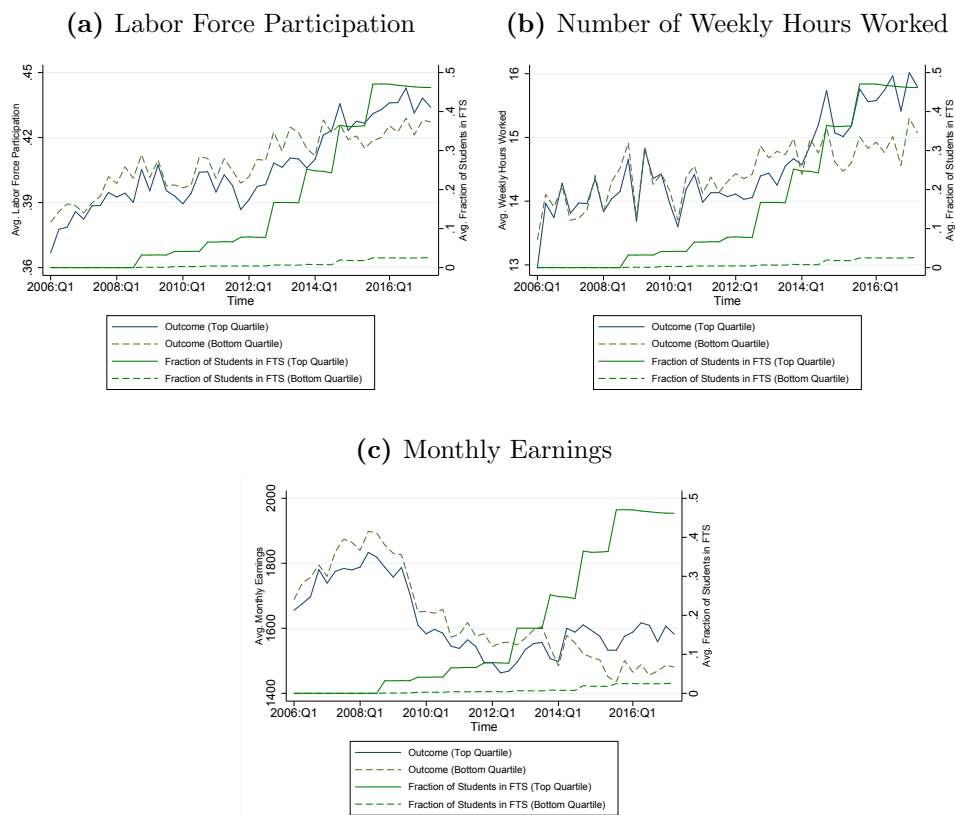 (a) Labor Force Participation
.45
.42
.39
.36
Avg. Labor Force Participation
.5
.4
.3
.2
.1
0
Avg. Fraction of Students in FTS
2006:Q1 2008:Q1 2010:Q1 2012:Q1 2014:Q1 2016:Q1
Time
Outcome (Top Quartile)
Outcome (Bottom Quartile)
Fraction of Students in FTS (Top Quartile)
Fraction of Students in FTS (Bottom Quartile)
(b) Number of Weekly Hours Worked
16
15
14
13
Avg. Weekly Hours Worked
.5
.4
.3
.2
.1
0
Avg. Fraction of Students in FTS
2006:Q1 2008:Q1 2010:Q1 2012:Q1 2014:Q1 2016:Q1
Time
Outcome (Top Quartile)
Outcome (Bottom Quartile)
Fraction of Students in FTS (Top Quartile)
Fraction of Students in FTS (Bottom Quartile)
(c) Monthly Earnings
2000
1800
1600
1400
Avg. Monthly Earnings
.5
.4
.3
.2
.1
0
Avg. Fraction of Students in FTS
2006:Q1 2008:Q1 2010:Q1 2012:Q1 2014:Q1 2016:Q1
Time
Outcome (Top Quartile)
Outcome (Bottom Quartile)
Fraction of Students in FTS (Top Quartile)
Fraction of Students in FTS (Bottom Quartile)